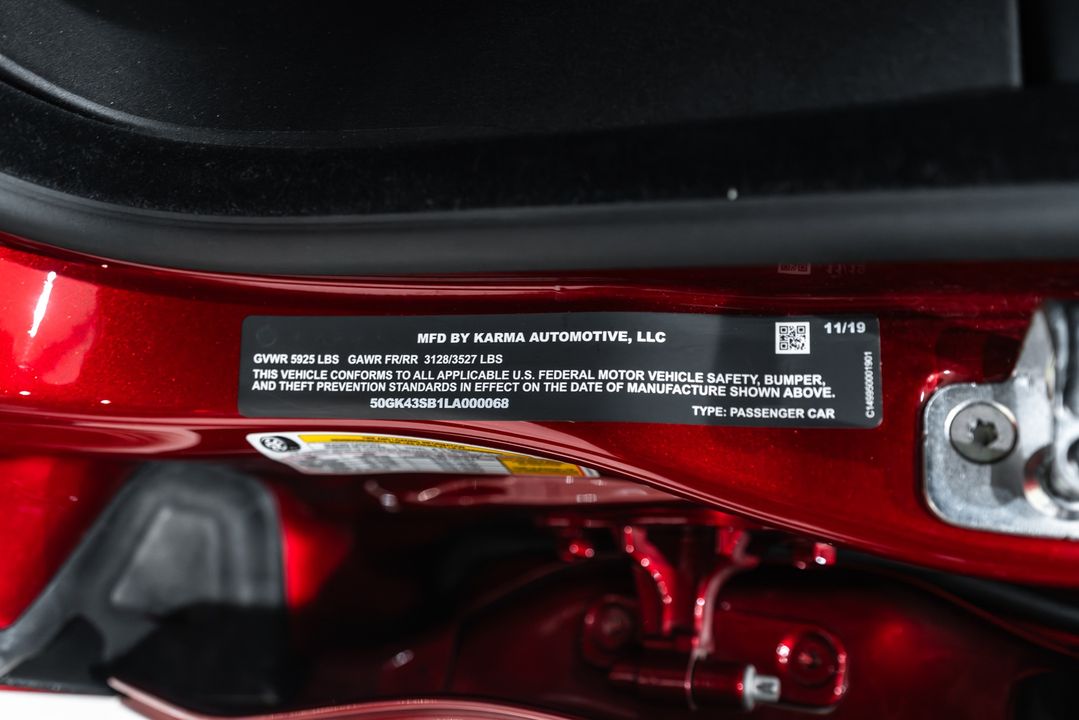 MFD BY KARMA AUTOMOTIVE, LLC
11/19
GVWR 5925 LBS GAWR FR/RR 3128/3527 LBS
THIS VEHICLE CONFORMS TO ALL APPLICABLE U.S. FEDERAL MOTOR VEHICLE SAFETY, BUMPER,
AND THEFT PREVENTION STANDARDS IN EFFECT ON THE DATE OF MANUFACTURE SHOWN ABOVE.
50GK43SB1LA000068
TYPE: PASSENGER CAR
C149950001901